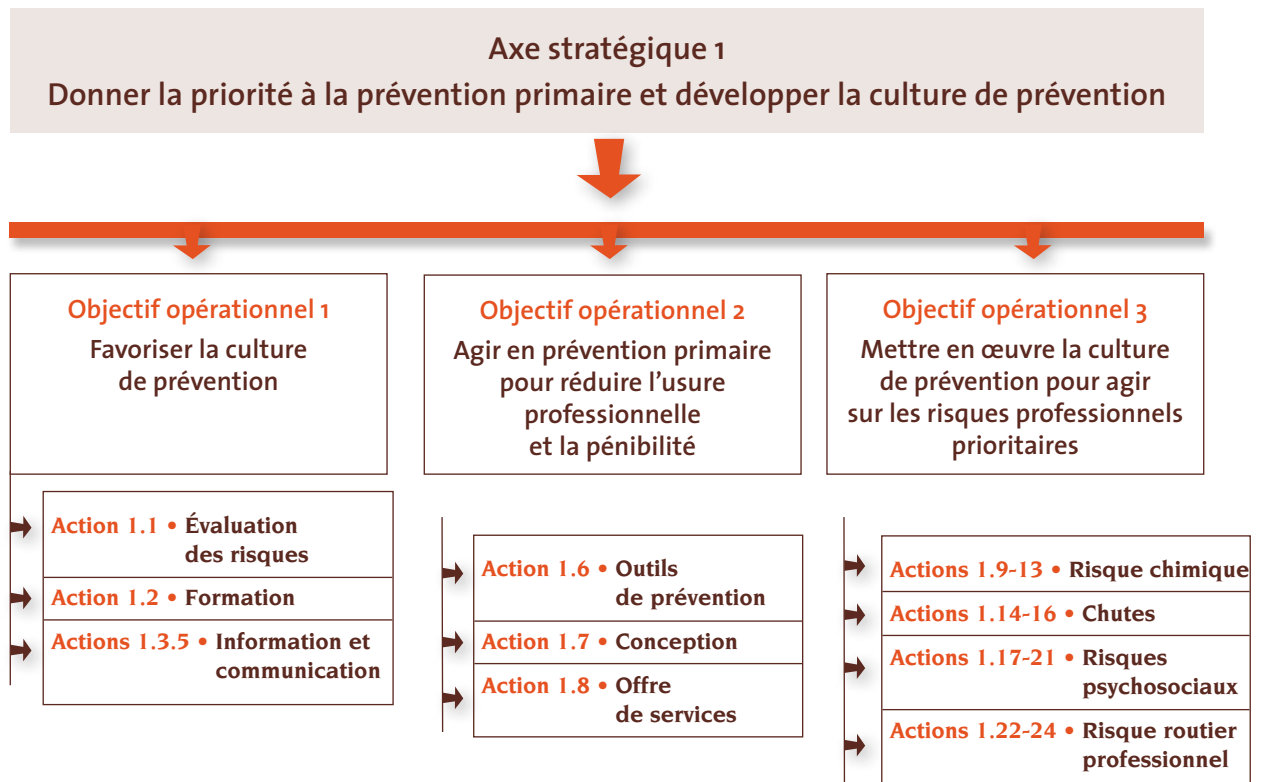 Axe stratégique 1
Donner la priorité à la prévention primaire et développer la culture de prévention
Objectif opérationnel 1
Favoriser la culture
de prévention
Action 1.1 • Évaluation
des risques
Action 1.2 • Formation
Actions 1.3.5 • Information et
communication
Objectif opérationnel 2
Agir en prévention primaire
pour réduire l’usure
professionnelle
et la pénibilité
Action 1.6 • Outils
de prévention
Action 1.7 • Conception
Action 1.8 • Offre
de services
Objectif opérationnel 3
Mettre en œuvre la culture
de prévention pour agir
sur les risques professionnels
prioritaires
Actions 1.9-13 • Risque chimique
Actions 1.14-16 • Chutes
Actions 1.17-21 • Risques
psychosociaux
Actions 1.22-24 • Risque routier
professionnel